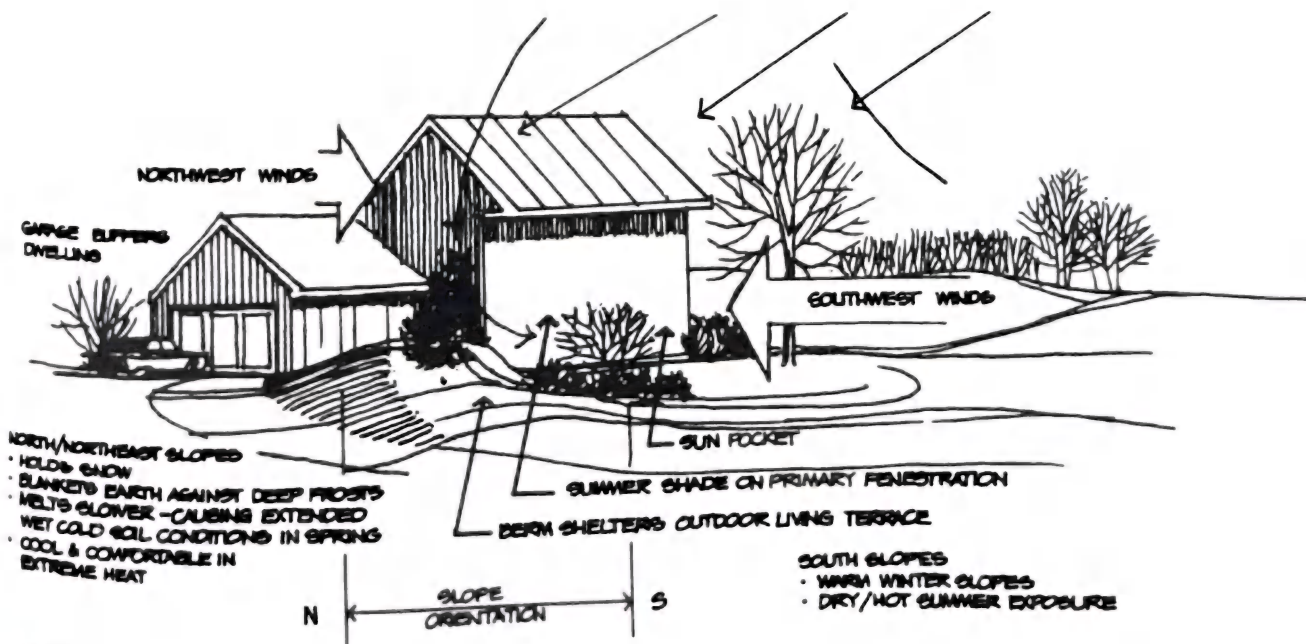 NORTHWEST WINDS
GARAGE BUFFERS
DWELLING
SOUTHWEST WINDS
SUN POCKET
SUMMER SHADE ON PRIMARY FENESTRATION
BERM SHELTERS OUTDOOR LIVING TERRACE
NORTH/NORTHEAST SLOPES
· HOLDS SNOW
· BLANKETS EARTH AGAINST DEEP FROSTS
· MELTS SLOWER - CAUSING EXTENDED
WET COLD SOIL CONDITIONS IN SPRING
· COOL & COMFORTABLE IN
EXTREME HEAT
SOUTH SLOPES
· WARM WINTER SLOPES
· DRY/HOT SUMMER EXPOSURE
N
SLOPE
ORIENTATION
S